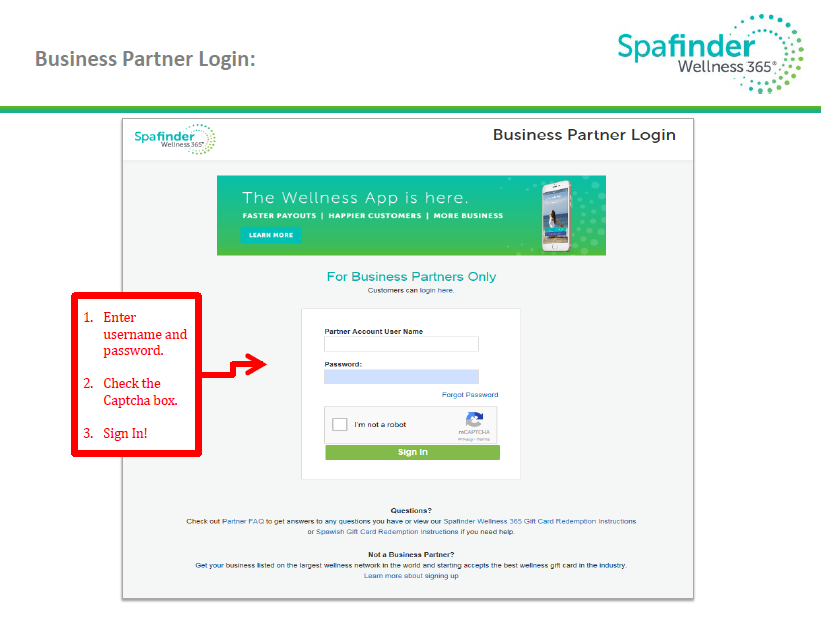 Business Partner Login:
Spafinder
Wellness 365®
Spafinder
Wellness 365®
Business Partner Login
The Wellness App is here.
FASTER PAYOUTS | HAPPIER CUSTOMERS | MORE BUSINESS
LEARN MORE
For Business Partners Only
Customers can login here.
1. Enter
username and
password.
2. Check the
Captcha box.
3. Sign In!
Partner Account User Name
Password:
Forgot Password
I'm not a robot
reCAPTCHA
Privacy - Terms
Sign In
Questions?
Check out Partner FAQ to get answers to any questions you have or view our Spafinder Wellness 365 Gift Card Redemption Instructions
or Spawish Gift Card Redemption Instructions if you need help.
Not a Business Partner?
Get your business listed on the largest wellness network in the world and starting accepts the best wellness gift card in the industry.
Learn more about signing up